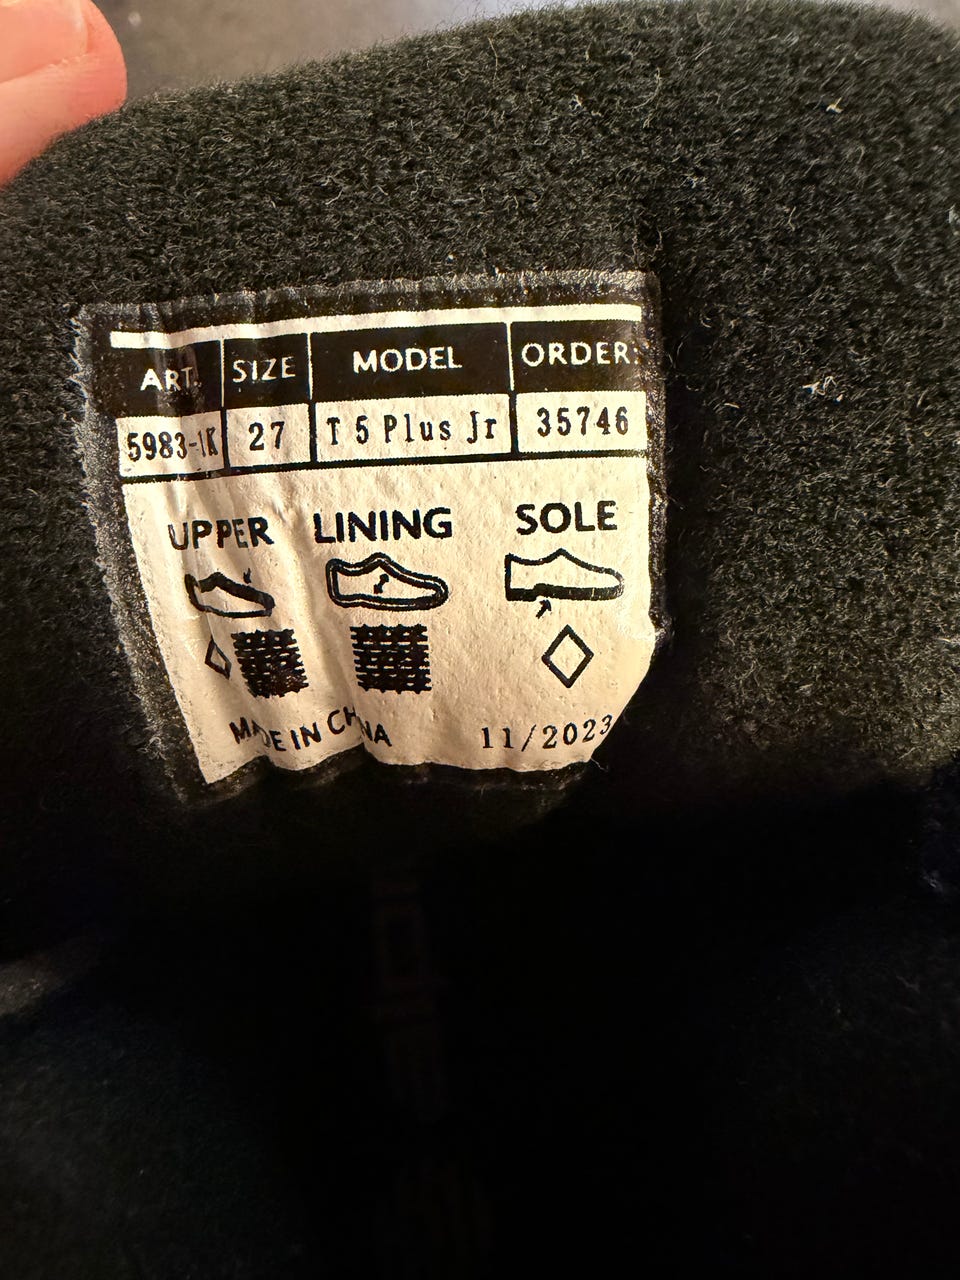 ART. SIZE MODEL ORDER:
5983-1K 27 T 5 Plus Jr 35746
UPPER LINING SOLE
MADE IN CHINA 11/2023